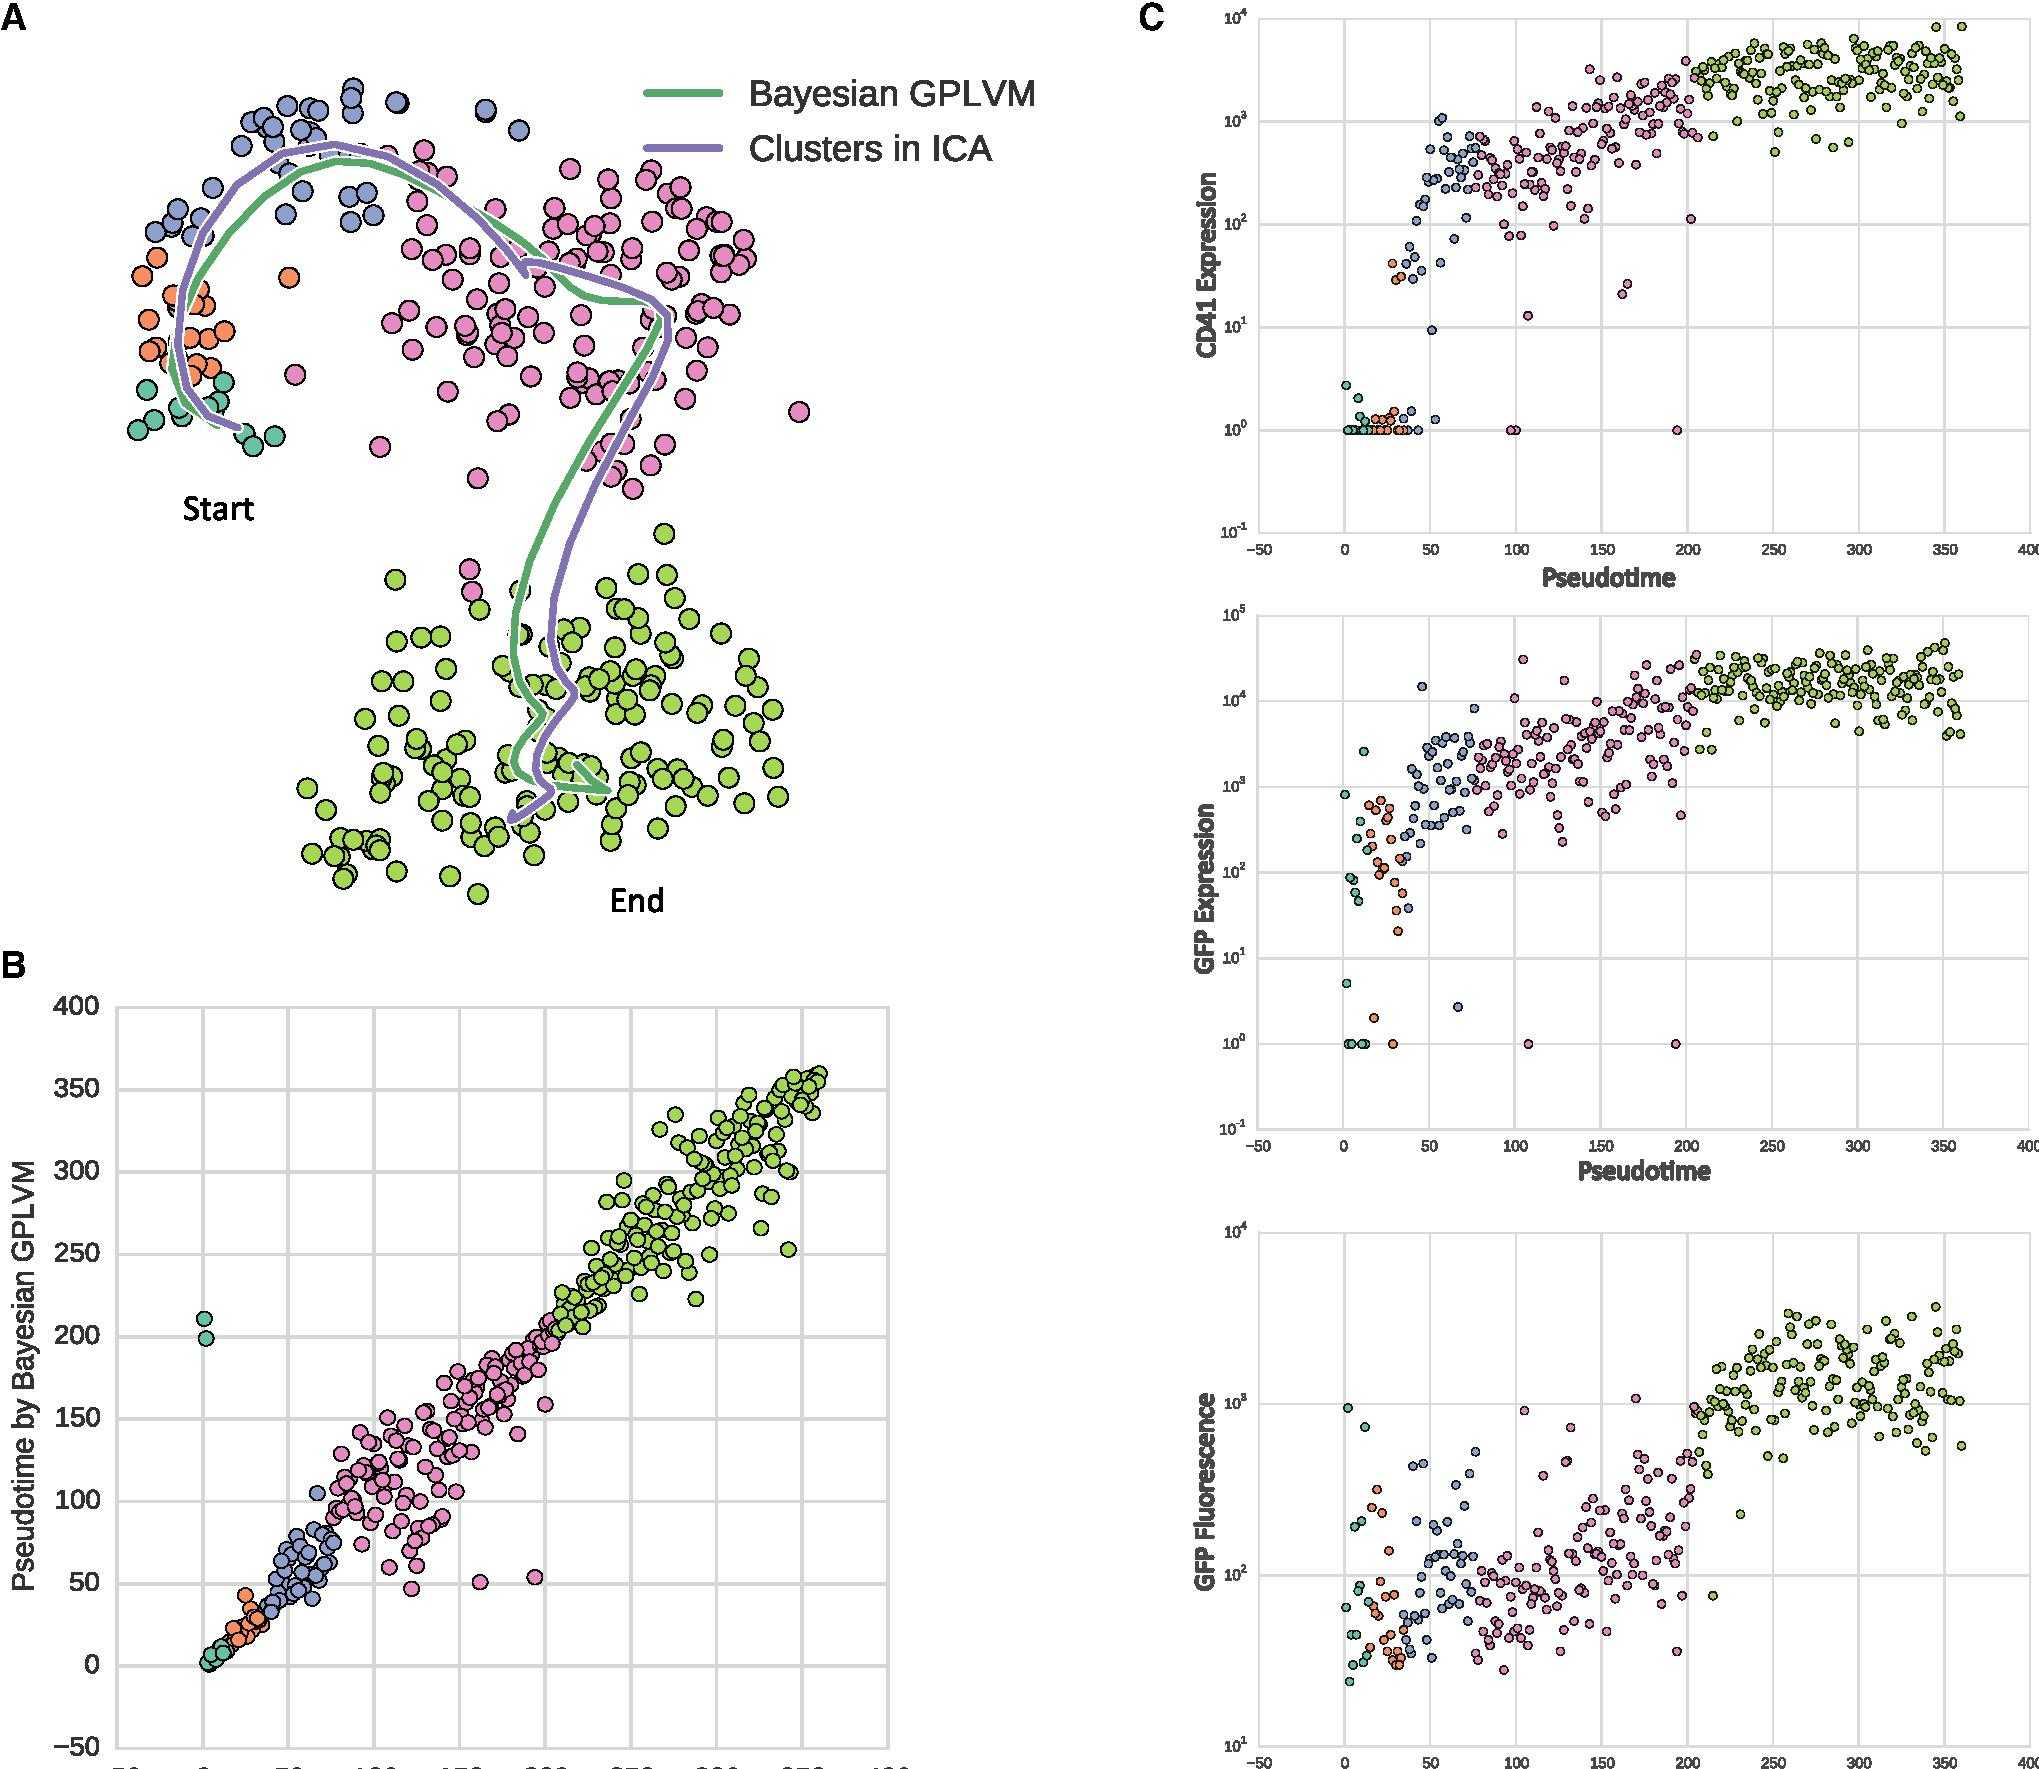 A
Bayesian GPLVM
Clusters in ICA
Start
End
B
400
350
300
250
200
150
100
50
0
−50
Pseudotime by Bayesian GPLVM
C
10⁴
10³
10²
10¹
10⁰
10⁻¹
CD41 Expression
−50 0 50 100 150 200 250 300 350 400
Pseudotime
10⁵
10⁴
10³
10²
10¹
10⁰
10⁻¹
GFP Expression
−50 0 50 100 150 200 250 300 350 400
Pseudotime
10⁴
10³
10²
10¹
GFP Fluorescence
−50 0 50 100 150 200 250 300 350 400